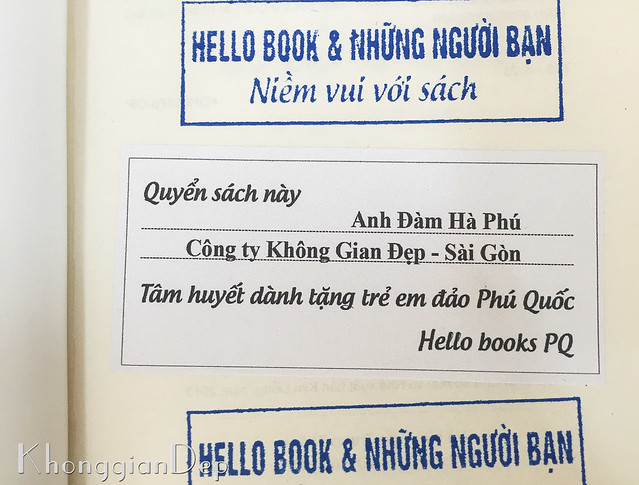 HELLO BOOK & NHỮNG NGƯỜI BẠN
Niềm vui với sách
Quyển sách này
Anh Đàm Hà Phú
Công ty Không Gian Đẹp - Sài Gòn
Tâm huyết dành tặng trẻ em đảo Phú Quốc
Hello books PQ
HELLO BOOK & NHỮNG NGƯỜI BẠN
KhonggianDep